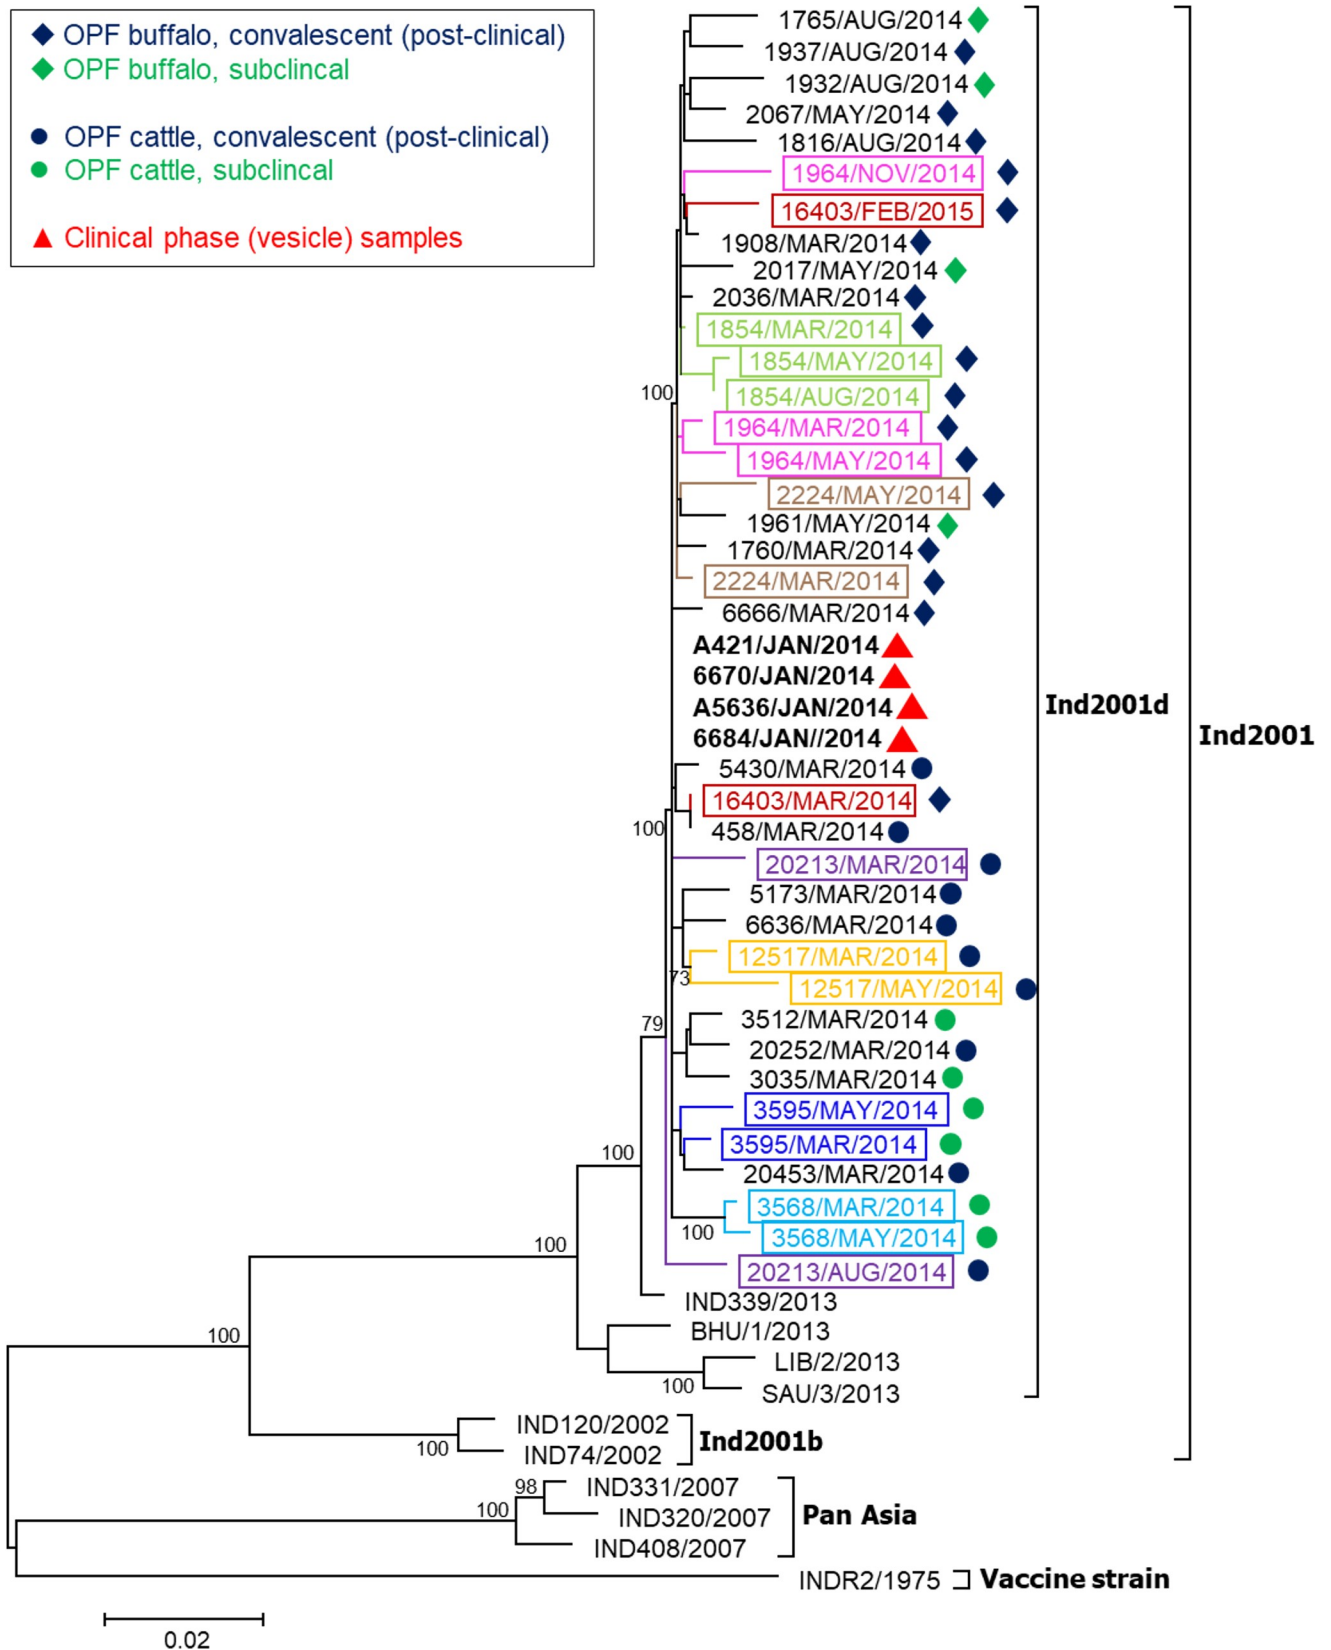 OPF buffalo, convalescent (post-clinical)
OPF buffalo, subclincal
OPF cattle, convalescent (post-clinical)
OPF cattle, subclincal
Clinical phase (vesicle) samples
1765/AUG/2014
1937/AUG/2014
1932/AUG/2014
2067/MAY/2014
1816/AUG/2014
1964/NOV/2014
16403/FEB/2015
1908/MAR/2014
2017/MAY/2014
2036/MAR/2014
1854/MAR/2014
1854/MAY/2014
100
1854/AUG/2014
1964/MAR/2014
1964/MAY/2014
2224/MAY/2014
1961/MAY/2014
1760/MAR/2014
2224/MAR/2014
6666/MAR/2014
A421/JAN/2014
6670/JAN/2014
A5636/JAN/2014
Ind2001d
6684/JAN//2014
Ind2001
5430/MAR/2014
16403/MAR/2014
100
458/MAR/2014
20213/MAR/2014
5173/MAR/2014
6636/MAR/2014
12517/MAR/2014
73
12517/MAY/2014
79
3512/MAR/2014
20252/MAR/2014
3035/MAR/2014
3595/MAY/2014
100
3595/MAR/2014
20453/MAR/2014
3568/MAR/2014
100
3568/MAY/2014
100
20213/AUG/2014
IND339/2013
100
BHU/1/2013
LIB/2/2013
100
SAU/3/2013
IND120/2002
Ind2001b
100
IND74/2002
98
IND331/2007
100
IND320/2007
Pan Asia
IND408/2007
INDR2/1975
Vaccine strain
0.02